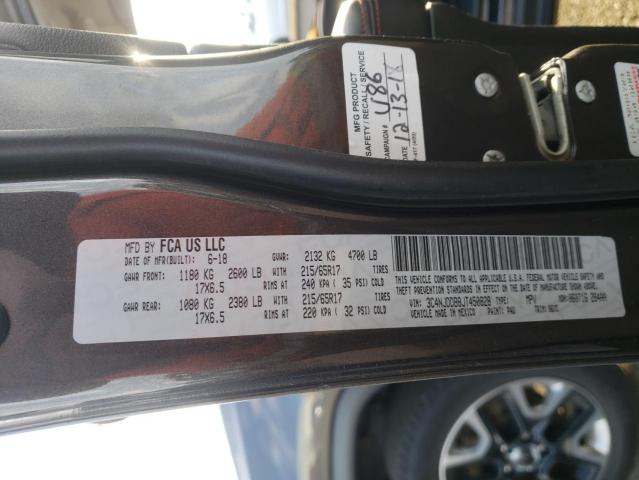 MFG PRODUCT
SAFETY / RECALL / SERVICE
CAMPAIGN # U86
DATE 12-13-18
MFD BY FCA US LLC
DATE OF MFR(BUILT): 6-18 GVWR: 2132 KG 4700 LB
GAWR FRONT: 1180 KG 2600 LB WITH 215/65R17 TIRES
17X6.5 RIMS AT 240 KPA ( 35 PSI) COLD
GAWR REAR: 1080 KG 2380 LB WITH 215/65R17 TIRES
17X6.5 RIMS AT 220 KPA ( 32 PSI) COLD
THIS VEHICLE CONFORMS TO ALL APPLICABLE U.S.A. FEDERAL MOTOR VEHICLE SAFETY AND
THEFT PREVENTION STANDARDS IN EFFECT ON THE DATE OF MANUFACTURE SHOWN ABOVE.
VIN: 3C4NJDDB8JT450828 TYPE: MPV
VEHICLE MADE IN MEXICO PAINT: PAU TRIM: